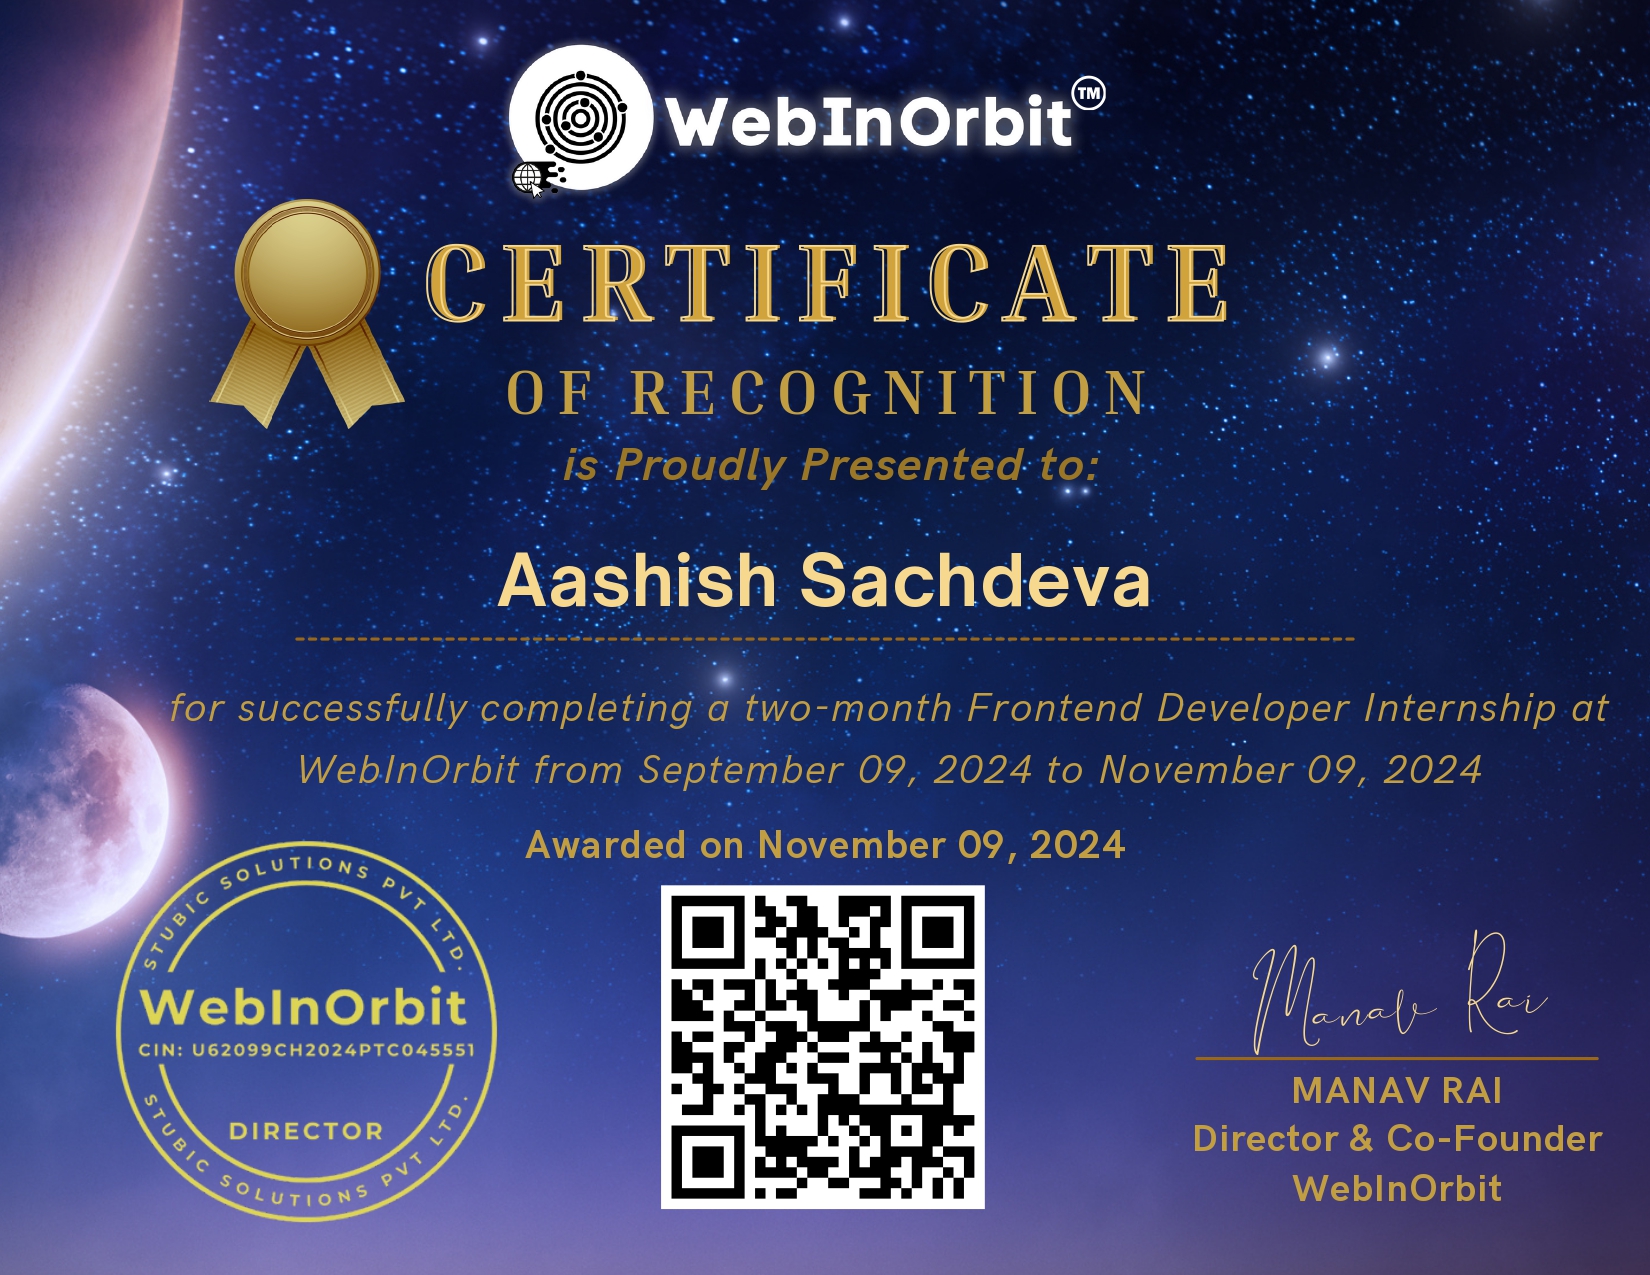 WebInOrbit TM
CERTIFICATE
OF RECOGNITION
is Proudly Presented to:
Aashish Sachdeva
for successfully completing a two-month Frontend Developer Internship at
WebInOrbit from September 09, 2024 to November 09, 2024
Awarded on November 09, 2024
STUBIC SOLUTIONS PVT LTD.
WebInOrbit
CIN: U62099CH2024PTC045551
DIRECTOR
STUBIC SOLUTIONS PVT LTD.
Manav Rai
MANAV RAI
Director & Co-Founder
WebInOrbit